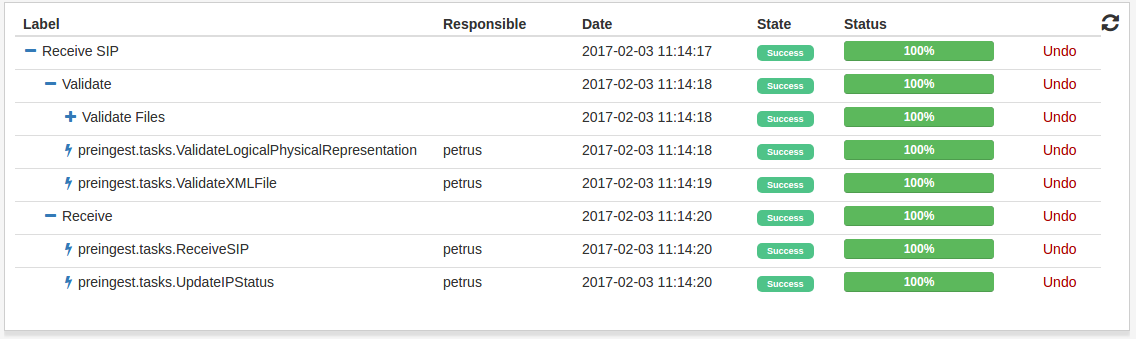 Label Responsible Date State Status
Receive SIP 2017-02-03 11:14:17 Success 100% Undo
Validate 2017-02-03 11:14:18 Success 100% Undo
Validate Files 2017-02-03 11:14:18 Success 100% Undo
preingest.tasks.ValidateLogicalPhysicalRepresentation petrus 2017-02-03 11:14:18 Success 100% Undo
preingest.tasks.ValidateXMLFile petrus 2017-02-03 11:14:19 Success 100% Undo
Receive 2017-02-03 11:14:20 Success 100% Undo
preingest.tasks.ReceiveSIP petrus 2017-02-03 11:14:20 Success 100% Undo
preingest.tasks.UpdateIPStatus petrus 2017-02-03 11:14:20 Success 100% Undo